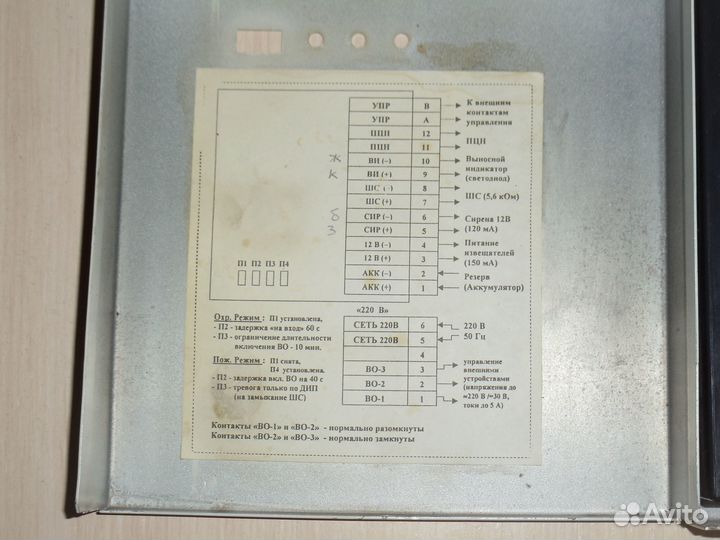 УПР В К внешним
УПР А контактам
управления
ПЦН 12
ПЦН 11 ПЦН
Ж ВИ (–) 10 Выносной
К ВИ (+) 9 индикатор
(светодиод)
ШС (–) 8
ШС (+) 7 ШС (5,6 кОм)
б СИР (–) 6 Сирена 12В
З СИР (+) 5 (120 мА)
12 В (–) 4 Питание
12 В (+) 3 извещателей
(150 мА)
П1 П2 П3 П4
АКК (–) 2 Резерв
АКК (+) 1 (Аккумулятор)
«220 В»
СЕТЬ 220В 6 220 В
СЕТЬ 220В 5 50 Гц
4
ВО-3 3 управление
ВО-2 2 внешними
ВО-1 1 устройствами
(напряжения до
≈220 В/=30 В,
токи до 5 А)
Охр. Режим : П1 установлена,
- П2- задержка «на вход» 60 с
- П3- ограничение длительности
включения ВО - 10 мин.
Пож. Режим : П1 снята,
П4 установлена.
- П2 - задержка вкл. ВО на 40 с
- П3 - тревога только по ДИП
(на замыкание ШС)
Контакты «ВО-1» и «ВО-2» - нормально разомкнуты
Контакты «ВО-2» и «ВО-3» - нормально замкнуты
Avito